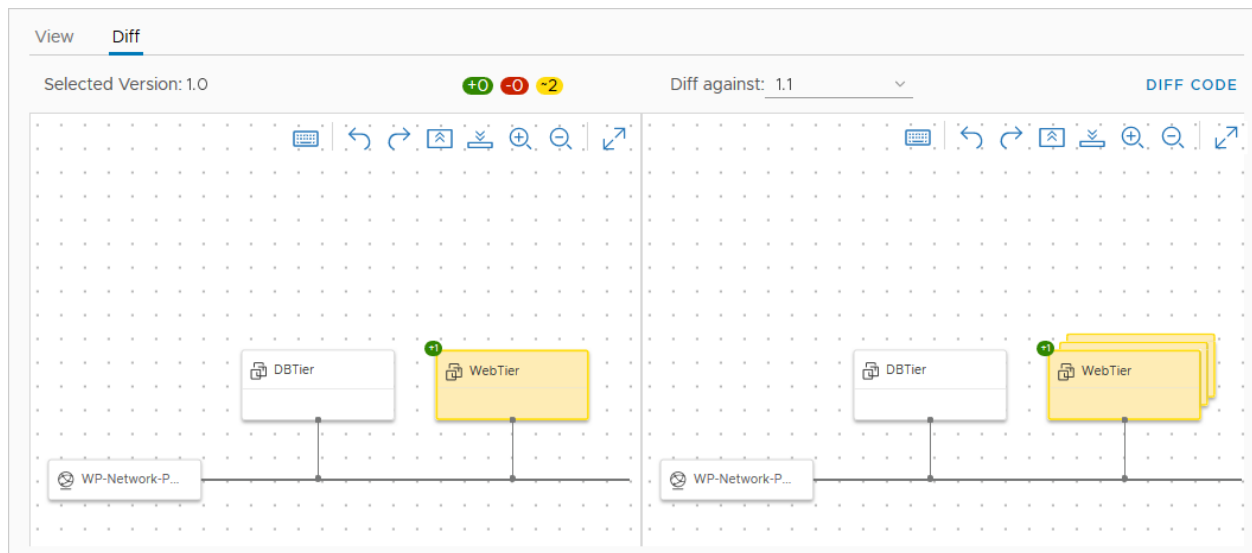 View Diff
Selected Version: 1.0 +0 -0 ~2 Diff against: 1.1 DIFF CODE
+1 +1
DBTier WebTier DBTier WebTier
WP-Network-P... WP-Network-P...